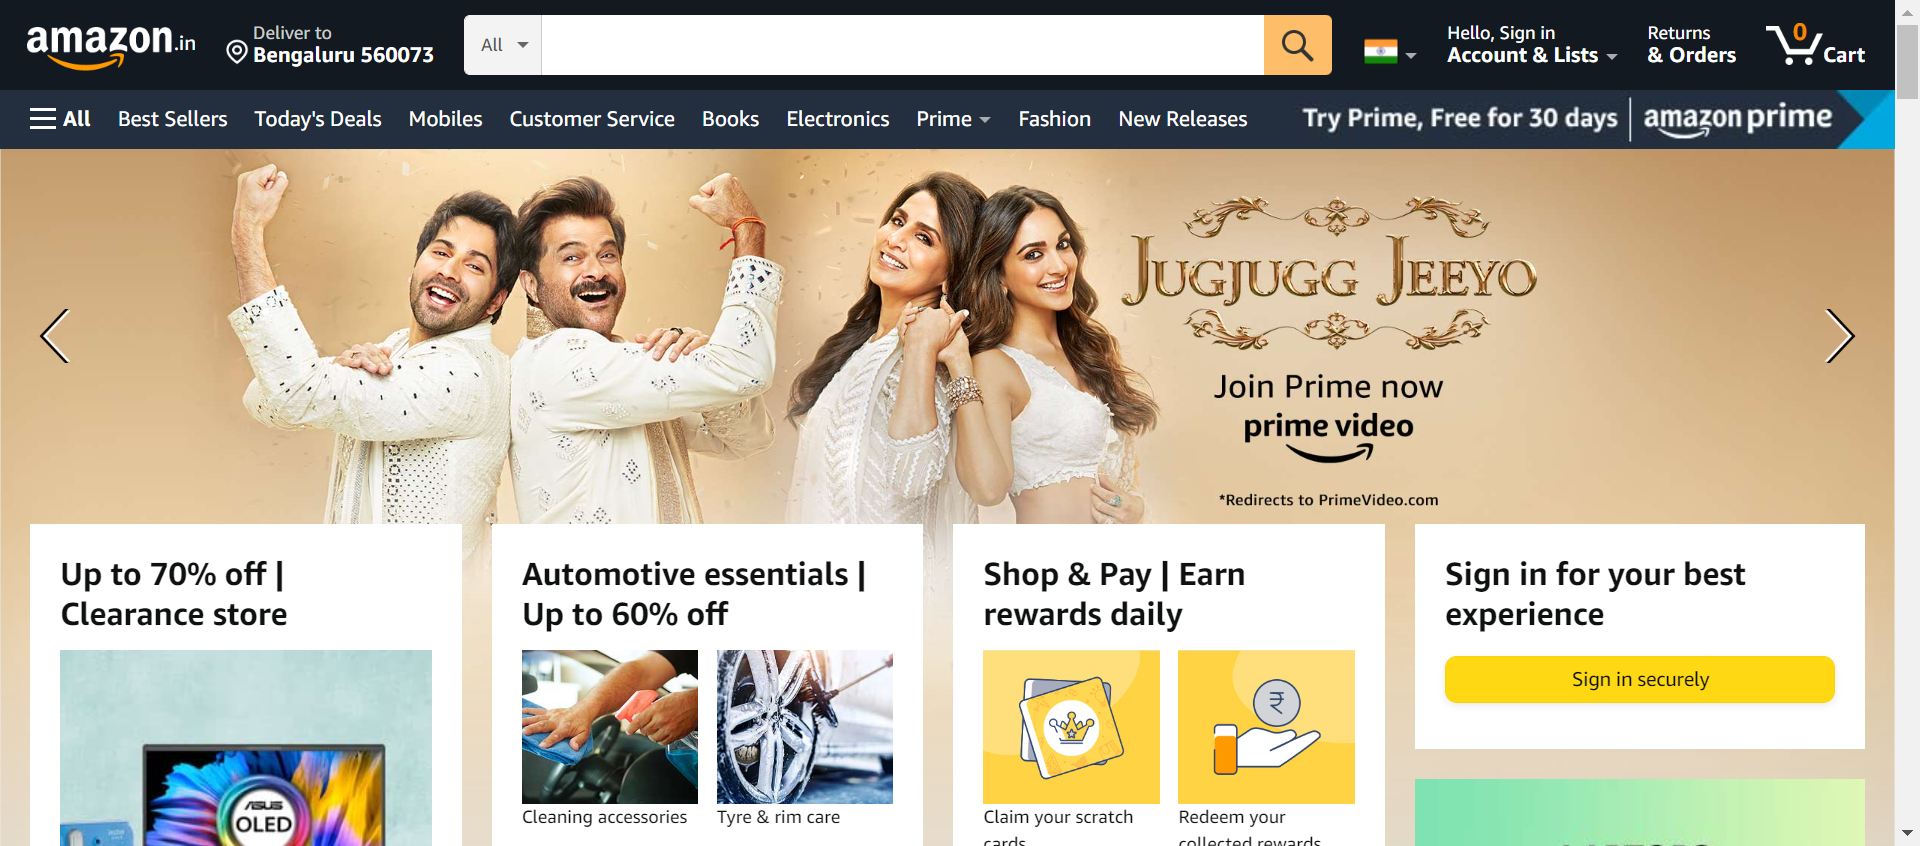 amazon.in
Deliver to
Bengaluru 560073
All
Hello, Sign in
Account & Lists
Returns
& Orders
0
Cart
All
Best Sellers
Today's Deals
Mobiles
Customer Service
Books
Electronics
Prime
Fashion
New Releases
Try Prime, Free for 30 days
amazon prime
JUGJUGG JEEYO
Join Prime now
prime video
*Redirects to PrimeVideo.com
Up to 70% off |
Clearance store
ASUS
OLED
Automotive essentials |
Up to 60% off
Cleaning accessories
Tyre & rim care
Shop & Pay | Earn
rewards daily
₹
Claim your scratch
cards
Redeem your
collected rewards
Sign in for your best
experience
Sign in securely